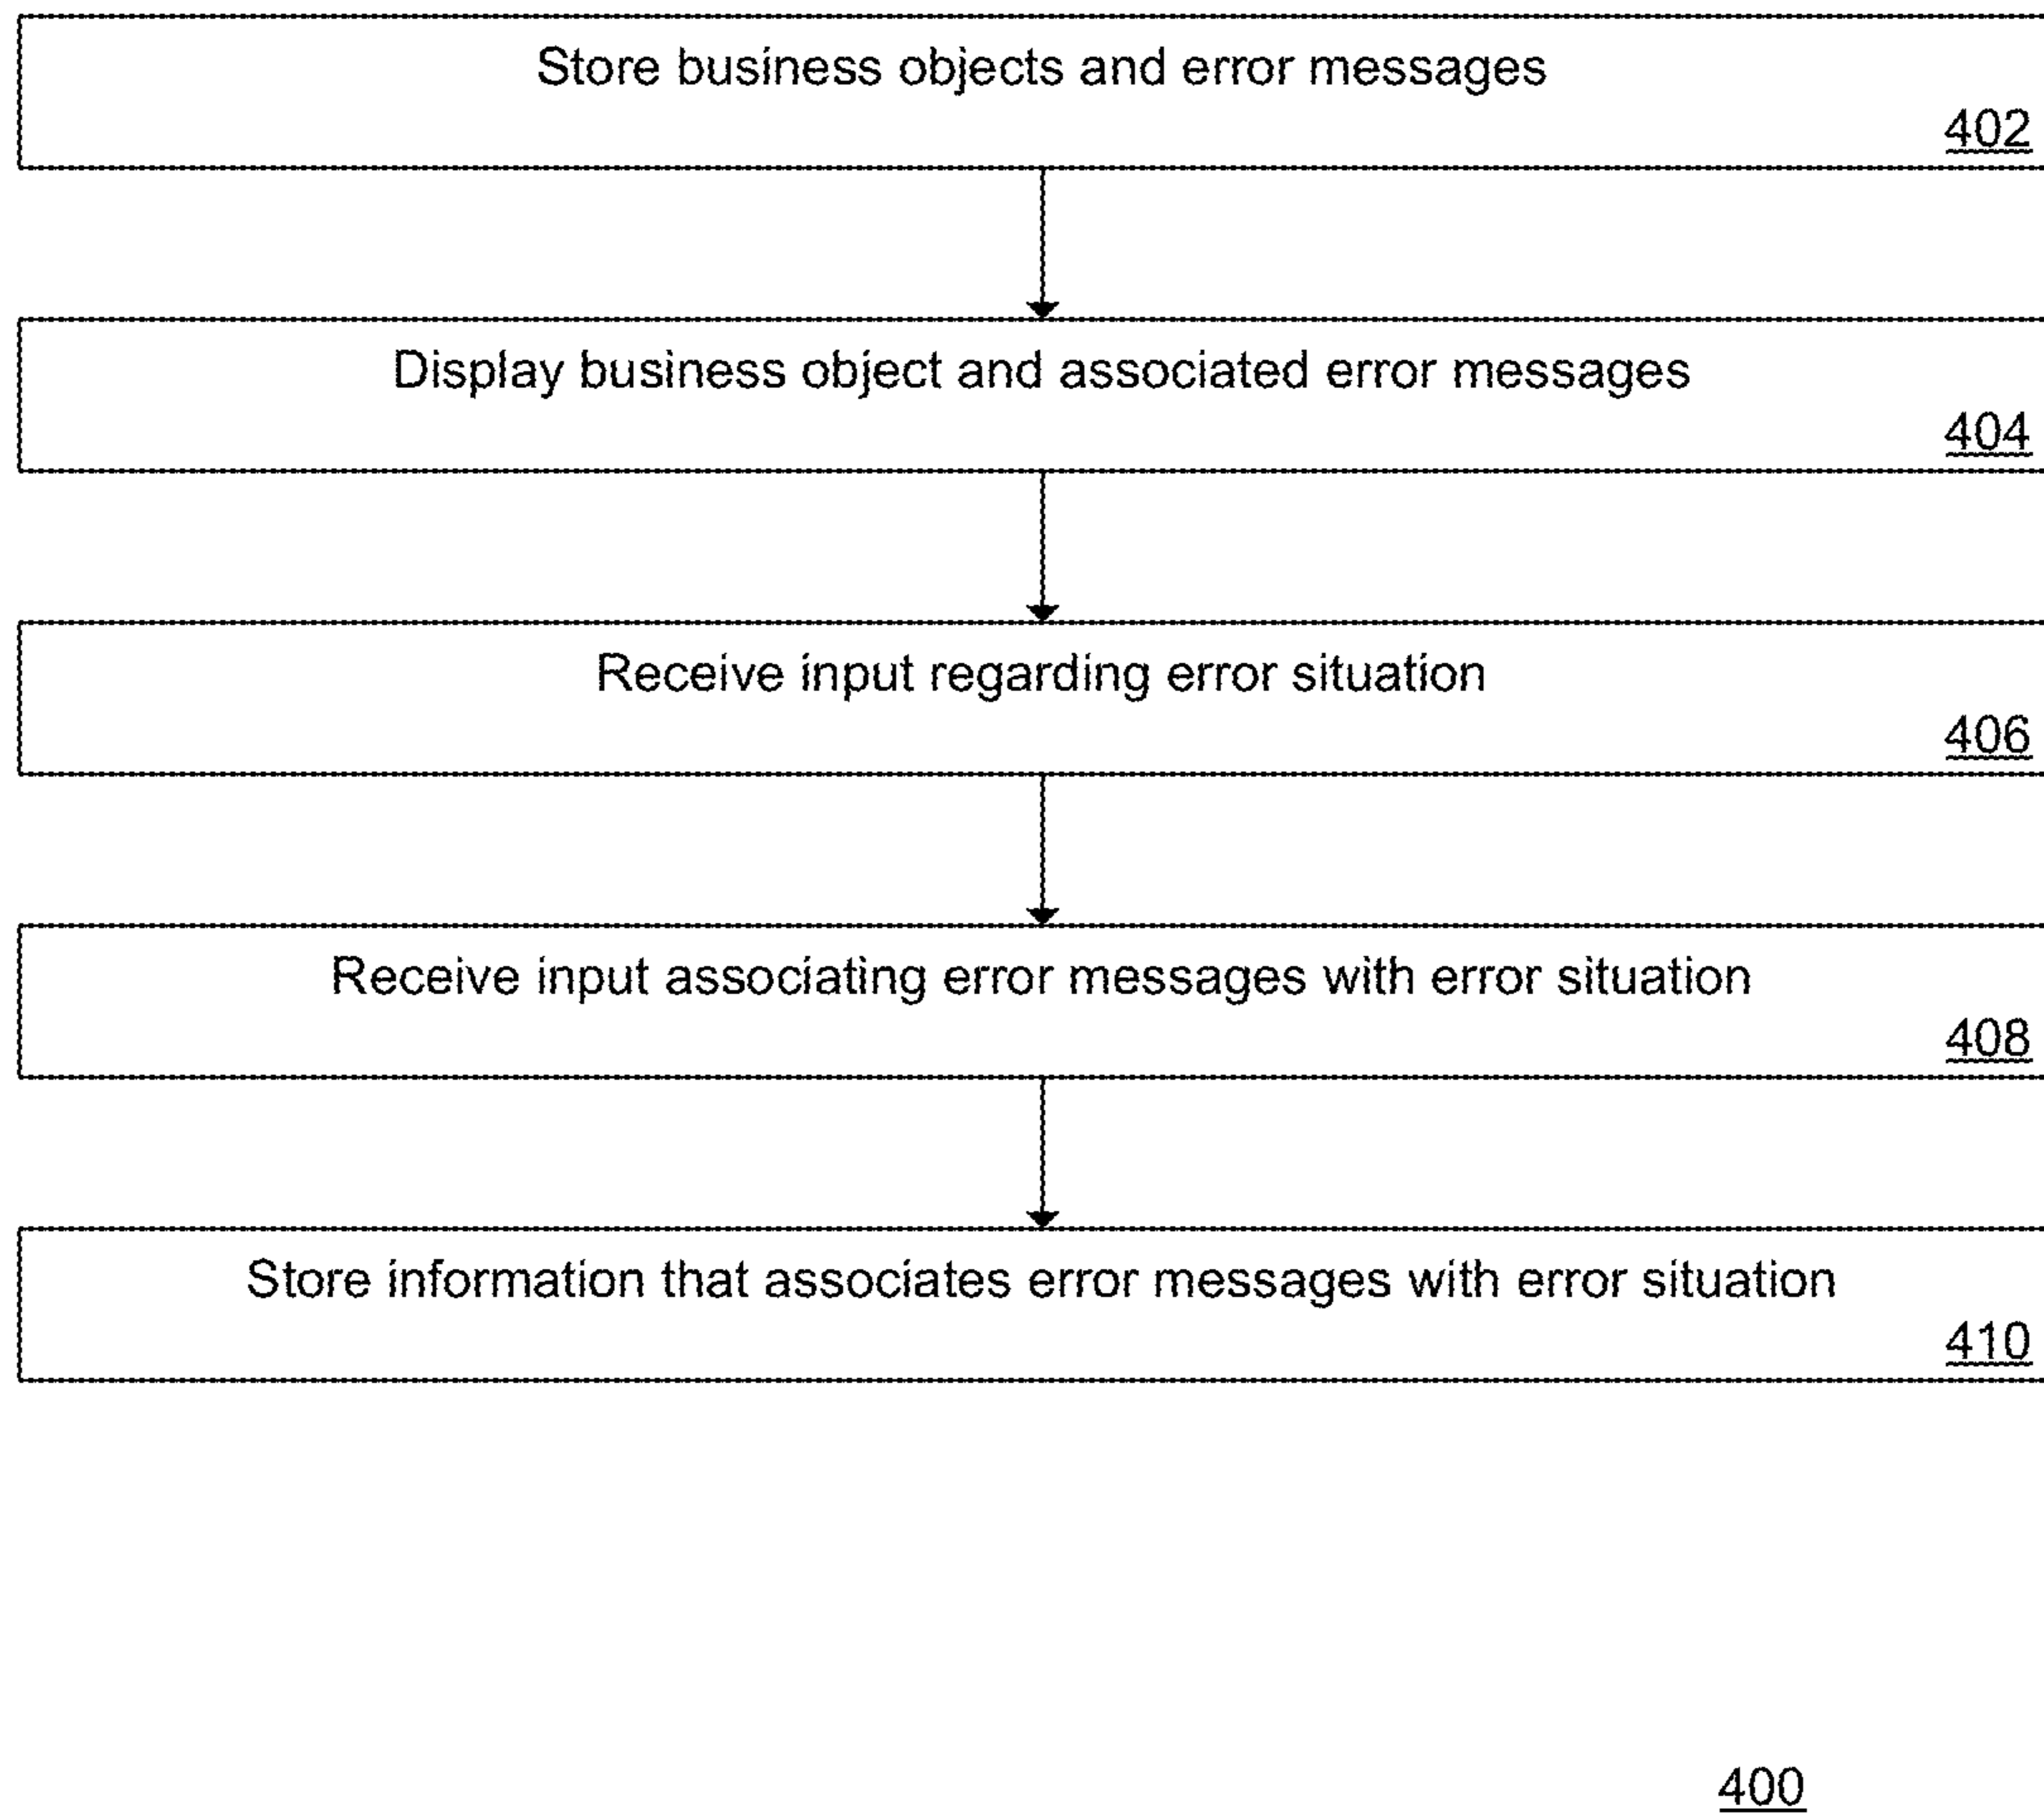 Store business objects and error messages
402
Display business object and associated error messages
404
Receive input regarding error situation
406
Receive input associating error messages with error situation
408
Store information that associates error messages with error situation
410
400